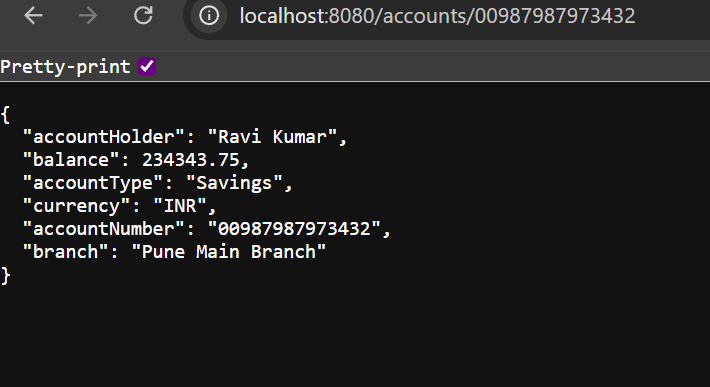 localhost:8080/accounts/00987987973432
Pretty-print
{
  "accountHolder": "Ravi Kumar",
  "balance": 234343.75,
  "accountType": "Savings",
  "currency": "INR",
  "accountNumber": "00987987973432",
  "branch": "Pune Main Branch"
}